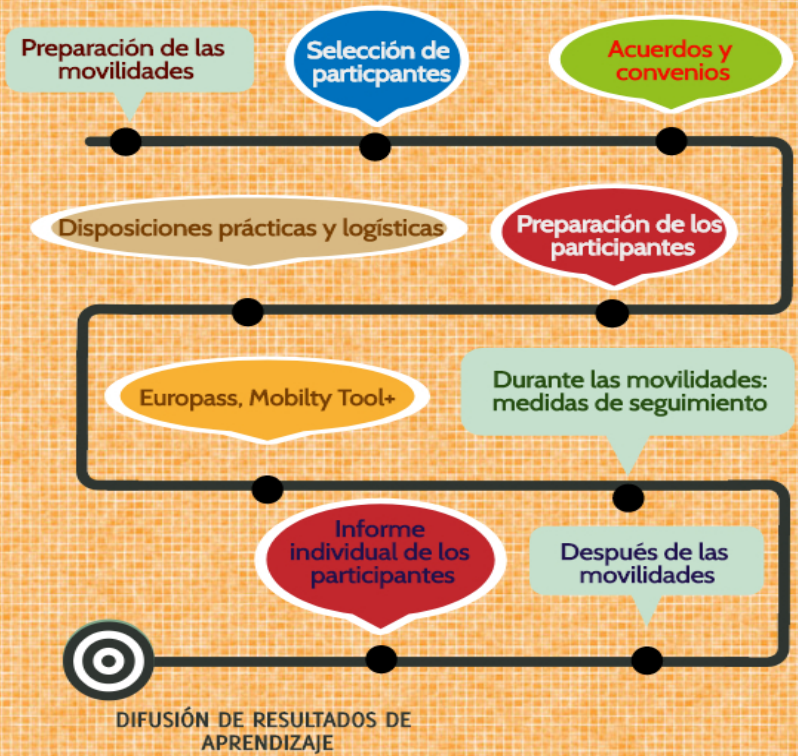 Preparación de las
movilidades
Selección de
particpantes
Acuerdos y
convenios
Preparación de los
participantes
Disposiciones prácticas y logísticas
Europass, Mobilty Tool+
Durante las movilidades:
medidas de seguimiento
Después de las
movilidades
Informe
individual de los
participantes
DIFUSIÓN DE RESULTADOS DE
APRENDIZAJE